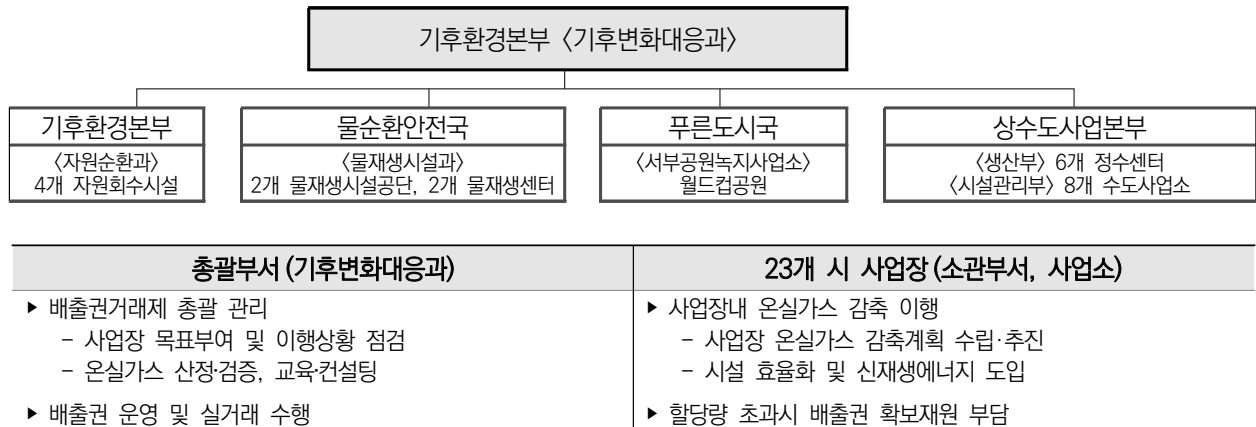 기후환경본부 〈기후변화대응과〉
기후환경본부
〈자원순환과〉
4개 자원회수시설
물순환안전국
〈물재생시설과〉
2개 물재생시설공단, 2개 물재생센터
푸른도시국
〈서부공원녹지사업소〉
월드컵공원
상수도사업본부
〈생산부〉 6개 정수센터
〈시설관리부〉 8개 수도사업소
총괄부서 (기후변화대응과)
▶ 배출권거래제 총괄 관리
- 사업장 목표부여 및 이행상황 점검
- 온실가스 산정·검증, 교육·컨설팅
▶ 배출권 운영 및 실거래 수행
23개 시 사업장 (소관부서, 사업소)
▶ 사업장내 온실가스 감축 이행
- 사업장 온실가스 감축계획 수립·추진
- 시설 효율화 및 신재생에너지 도입
▶ 할당량 초과시 배출권 확보재원 부담